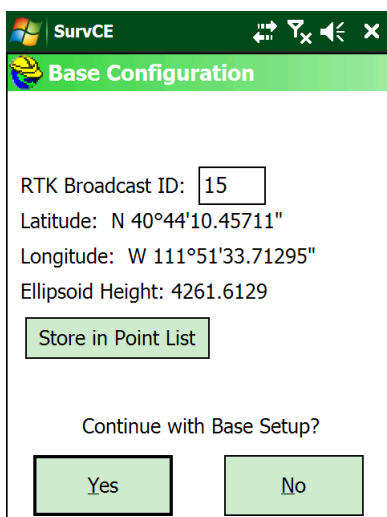 SurvCE
Base Configuration
RTK Broadcast ID: 15
Latitude: N 40°44'10.45711"
Longitude: W 111°51'33.71295"
Ellipsoid Height: 4261.6129
Store in Point List
Continue with Base Setup?
Yes No